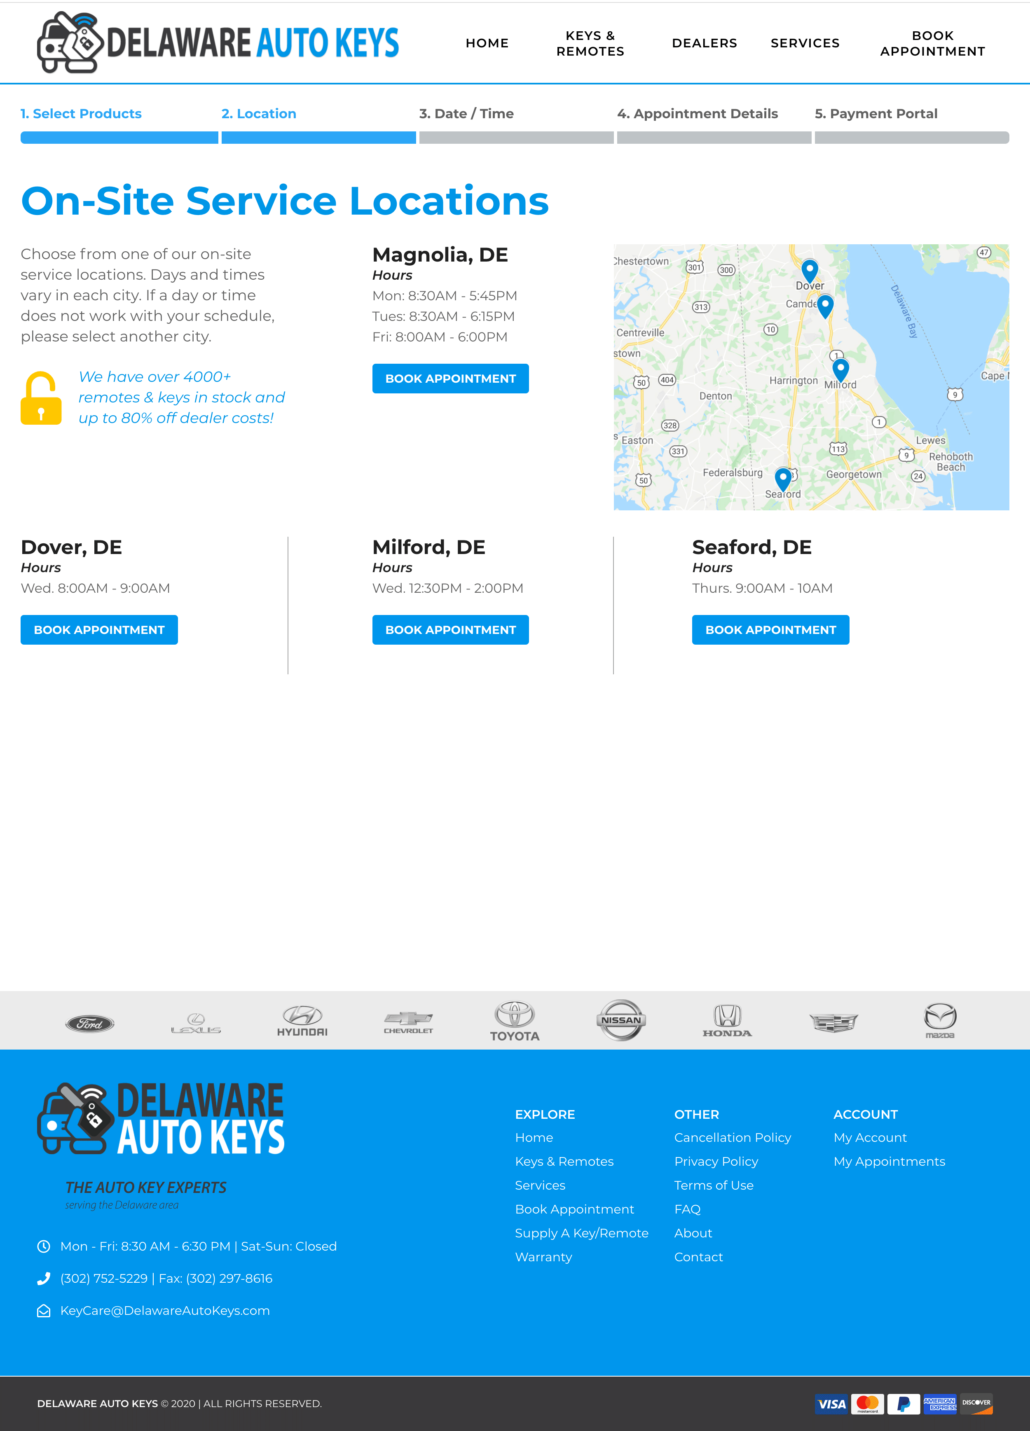 DELAWARE AUTO KEYS
HOME
KEYS &
REMOTES
DEALERS
SERVICES
BOOK
APPOINTMENT
1. Select Products
2. Location
3. Date / Time
4. Appointment Details
5. Payment Portal
On-Site Service Locations
Choose from one of our on-site
service locations. Days and times
vary in each city. If a day or time
does not work with your schedule,
please select another city.
We have over 4000+
remotes & keys in stock and
up to 80% off dealer costs!
Magnolia, DE
Hours
Mon: 8:30AM - 5:45PM
Tues: 8:30AM - 6:15PM
Fri: 8:00AM - 6:00PM
BOOK APPOINTMENT
Chestertown
301
300
47
Dover
Camde
313
Delaware Bay
Centreville
10
stown
1
50
404
Harrington
Milford
Cape
Denton
9
328
1
Easton
Lewes
331
113
9
Rehoboth
Beach
Federalsburg
Georgetown
24
50
Seaford
Dover, DE
Hours
Wed. 8:00AM - 9:00AM
BOOK APPOINTMENT
Milford, DE
Hours
Wed. 12:30PM - 2:00PM
BOOK APPOINTMENT
Seaford, DE
Hours
Thurs. 9:00AM - 10AM
BOOK APPOINTMENT
Ford
LEXUS
HYUNDAI
CHEVROLET
TOYOTA
NISSAN
HONDA
mazda
DELAWARE
AUTO KEYS
THE AUTO KEY EXPERTS
serving the Delaware area
Mon - Fri: 8:30 AM - 6:30 PM | Sat-Sun: Closed
(302) 752-5229 | Fax: (302) 297-8616
KeyCare@DelawareAutoKeys.com
EXPLORE
Home
Keys & Remotes
Services
Book Appointment
Supply A Key/Remote
Warranty
OTHER
Cancellation Policy
Privacy Policy
Terms of Use
FAQ
About
Contact
ACCOUNT
My Account
My Appointments
DELAWARE AUTO KEYS © 2020 | ALL RIGHTS RESERVED.
VISA
mastercard
AMERICAN
EXPRESS
DISCOVER